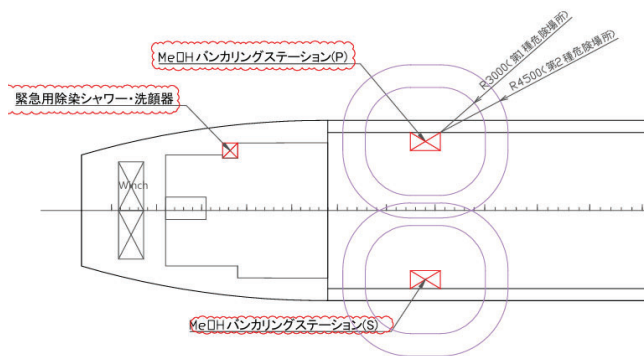 MeOHバンカリングステーション(P)
R3000(第1種危険場所)
R4500(第2種危険場所)
緊急用除染シャワー・洗顔器
Winch
MeOHバンカリングステーション(S)